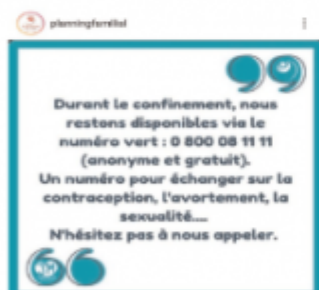 planningfamilial
Durant le confinement, nous
restons disponibles via le
numéro vert : 0 800 08 11 11
(anonyme et gratuit).
Un numéro pour échanger sur la
contraception, l'avortement, la
sexualité....
N'hésitez pas à nous appeler.